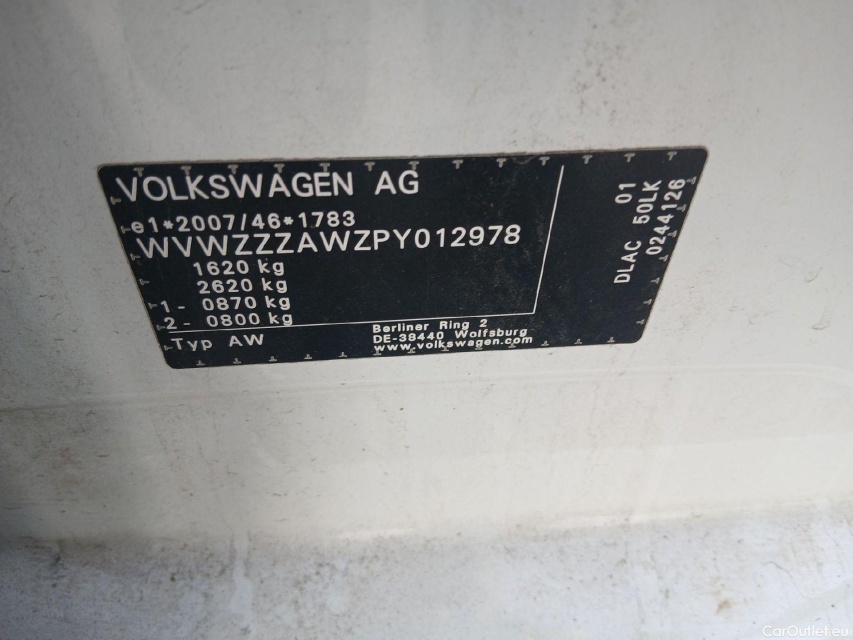 VOLKSWAGEN AG
e1*2007/46*1783
WVWZZZAWZPY012978
1620 kg
2620 kg
1- 0870 kg
2- 0800 kg
Typ AW
Berliner Ring 2
DE-38440 Wolfsburg
www.volkswagen.com
01
DLAC 50LK
0244126
CarOutlet.eu